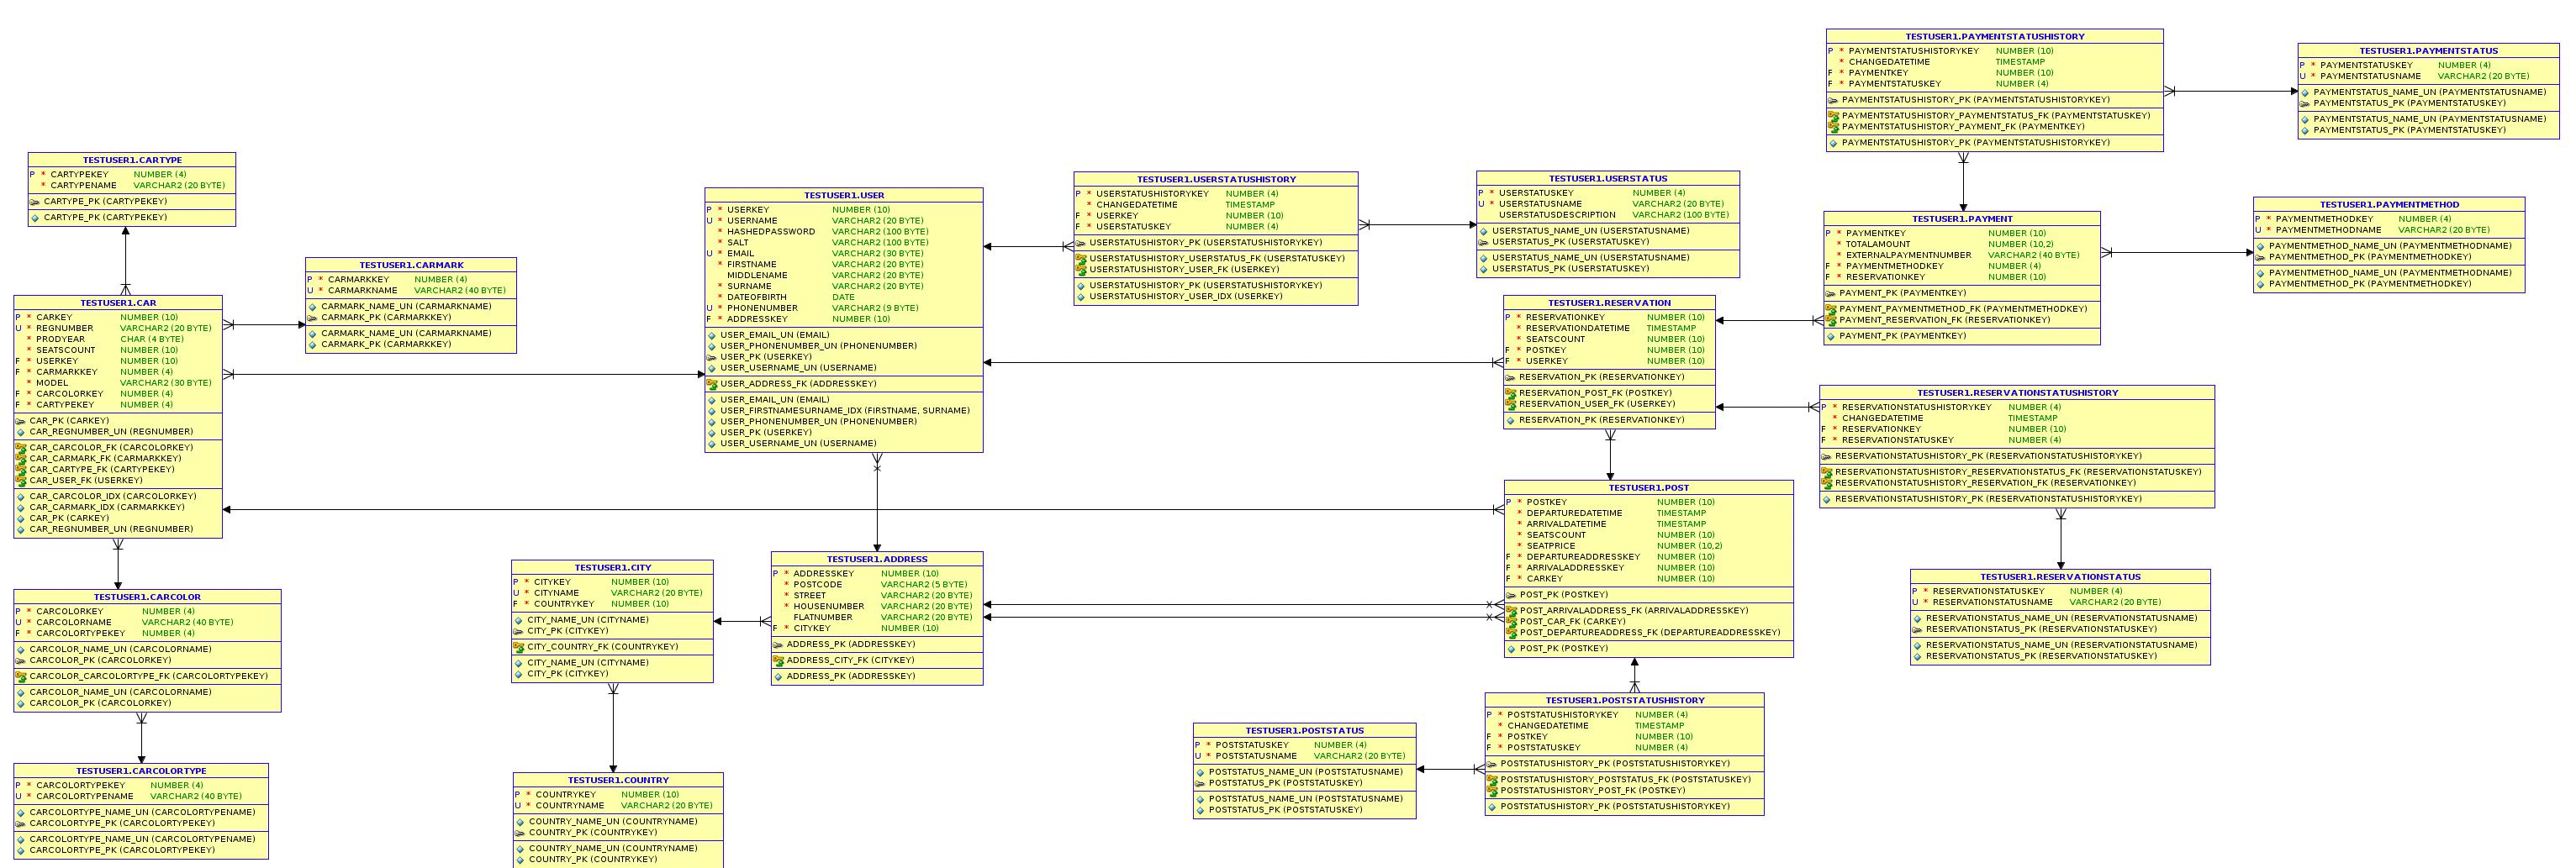 TESTUSER1.PAYMENTSTATUSHISTORY
P * PAYMENTSTATUSHISTORYKEY NUMBER (10)
* CHANGEDATETIME TIMESTAMP
F * PAYMENTKEY NUMBER (10)
F * PAYMENTSTATUSKEY NUMBER (4)
PAYMENTSTATUSHISTORY_PK (PAYMENTSTATUSHISTORYKEY)
PAYMENTSTATUSHISTORY_PAYMENTSTATUS_FK (PAYMENTSTATUSKEY)
PAYMENTSTATUSHISTORY_PAYMENT_FK (PAYMENTKEY)
PAYMENTSTATUSHISTORY_PK (PAYMENTSTATUSHISTORYKEY)
TESTUSER1.PAYMENTSTATUS
P * PAYMENTSTATUSKEY NUMBER (4)
U * PAYMENTSTATUSNAME VARCHAR2 (20 BYTE)
PAYMENTSTATUS_NAME_UN (PAYMENTSTATUSNAME)
PAYMENTSTATUS_PK (PAYMENTSTATUSKEY)
PAYMENTSTATUS_NAME_UN (PAYMENTSTATUSNAME)
PAYMENTSTATUS_PK (PAYMENTSTATUSKEY)
TESTUSER1.CARTYPE
P * CARTYPEKEY NUMBER (4)
* CARTYPENAME VARCHAR2 (20 BYTE)
CARTYPE_PK (CARTYPEKEY)
CARTYPE_PK (CARTYPEKEY)
TESTUSER1.USER
P * USERKEY NUMBER (10)
U * USERNAME VARCHAR2 (20 BYTE)
* HASHEDPASSWORD VARCHAR2 (100 BYTE)
* SALT VARCHAR2 (100 BYTE)
U * EMAIL VARCHAR2 (30 BYTE)
* FIRSTNAME VARCHAR2 (20 BYTE)
MIDDLENAME VARCHAR2 (20 BYTE)
* SURNAME VARCHAR2 (20 BYTE)
* DATEOFBIRTH DATE
U * PHONENUMBER VARCHAR2 (9 BYTE)
F * ADDRESSKEY NUMBER (10)
USER_EMAIL_UN (EMAIL)
USER_PHONENUMBER_UN (PHONENUMBER)
USER_PK (USERKEY)
USER_USERNAME_UN (USERNAME)
USER_ADDRESS_FK (ADDRESSKEY)
USER_EMAIL_UN (EMAIL)
USER_FIRSTNAMESURNAME_IDX (FIRSTNAME, SURNAME)
USER_PHONENUMBER_UN (PHONENUMBER)
USER_PK (USERKEY)
USER_USERNAME_UN (USERNAME)
TESTUSER1.USERSTATUSHISTORY
P * USERSTATUSHISTORYKEY NUMBER (4)
* CHANGEDATETIME TIMESTAMP
F * USERKEY NUMBER (10)
F * USERSTATUSKEY NUMBER (4)
USERSTATUSHISTORY_PK (USERSTATUSHISTORYKEY)
USERSTATUSHISTORY_USERSTATUS_FK (USERSTATUSKEY)
USERSTATUSHISTORY_USER_FK (USERKEY)
USERSTATUSHISTORY_PK (USERSTATUSHISTORYKEY)
USERSTATUSHISTORY_USER_IDX (USERKEY)
TESTUSER1.USERSTATUS
P * USERSTATUSKEY NUMBER (4)
U * USERSTATUSNAME VARCHAR2 (20 BYTE)
USERSTATUSDESCRIPTION VARCHAR2 (100 BYTE)
USERSTATUS_NAME_UN (USERSTATUSNAME)
USERSTATUS_PK (USERSTATUSKEY)
USERSTATUS_NAME_UN (USERSTATUSNAME)
USERSTATUS_PK (USERSTATUSKEY)
TESTUSER1.PAYMENT
P * PAYMENTKEY NUMBER (10)
* TOTALAMOUNT NUMBER (10,2)
* EXTERNALPAYMENTNUMBER VARCHAR2 (40 BYTE)
F * PAYMENTMETHODKEY NUMBER (4)
F * RESERVATIONKEY NUMBER (10)
PAYMENT_PK (PAYMENTKEY)
PAYMENT_PAYMENTMETHOD_FK (PAYMENTMETHODKEY)
PAYMENT_RESERVATION_FK (RESERVATIONKEY)
PAYMENT_PK (PAYMENTKEY)
TESTUSER1.PAYMENTMETHOD
P * PAYMENTMETHODKEY NUMBER (4)
U * PAYMENTMETHODNAME VARCHAR2 (20 BYTE)
PAYMENTMETHOD_NAME_UN (PAYMENTMETHODNAME)
PAYMENTMETHOD_PK (PAYMENTMETHODKEY)
PAYMENTMETHOD_NAME_UN (PAYMENTMETHODNAME)
PAYMENTMETHOD_PK (PAYMENTMETHODKEY)
TESTUSER1.CARMARK
P * CARMARKKEY NUMBER (4)
U * CARMARKNAME VARCHAR2 (40 BYTE)
CARMARK_NAME_UN (CARMARKNAME)
CARMARK_PK (CARMARKKEY)
CARMARK_NAME_UN (CARMARKNAME)
CARMARK_PK (CARMARKKEY)
TESTUSER1.CAR
P * CARKEY NUMBER (10)
U * REGNUMBER VARCHAR2 (20 BYTE)
* PRODYEAR CHAR (4 BYTE)
* SEATSCOUNT NUMBER (10)
F * USERKEY NUMBER (10)
F * CARMARKKEY NUMBER (4)
* MODEL VARCHAR2 (30 BYTE)
F * CARCOLORKEY NUMBER (4)
F * CARTYPEKEY NUMBER (4)
CAR_PK (CARKEY)
CAR_REGNUMBER_UN (REGNUMBER)
CAR_CARCOLOR_FK (CARCOLORKEY)
CAR_CARMARK_FK (CARMARKKEY)
CAR_CARTYPE_FK (CARTYPEKEY)
CAR_USER_FK (USERKEY)
CAR_CARCOLOR_IDX (CARCOLORKEY)
CAR_CARMARK_IDX (CARMARKKEY)
CAR_PK (CARKEY)
CAR_REGNUMBER_UN (REGNUMBER)
TESTUSER1.RESERVATION
P * RESERVATIONKEY NUMBER (10)
* RESERVATIONDATETIME TIMESTAMP
* SEATSCOUNT NUMBER (10)
F * POSTKEY NUMBER (10)
F * USERKEY NUMBER (10)
RESERVATION_PK (RESERVATIONKEY)
RESERVATION_POST_FK (POSTKEY)
RESERVATION_USER_FK (USERKEY)
RESERVATION_PK (RESERVATIONKEY)
TESTUSER1.RESERVATIONSTATUSHISTORY
P * RESERVATIONSTATUSHISTORYKEY NUMBER (4)
* CHANGEDATETIME TIMESTAMP
F * RESERVATIONKEY NUMBER (10)
F * RESERVATIONSTATUSKEY NUMBER (4)
RESERVATIONSTATUSHISTORY_PK (RESERVATIONSTATUSHISTORYKEY)
RESERVATIONSTATUSHISTORY_RESERVATIONSTATUS_FK (RESERVATIONSTATUSKEY)
RESERVATIONSTATUSHISTORY_RESERVATION_FK (RESERVATIONKEY)
RESERVATIONSTATUSHISTORY_PK (RESERVATIONSTATUSHISTORYKEY)
TESTUSER1.POST
P * POSTKEY NUMBER (10)
* DEPARTUREDATETIME TIMESTAMP
* ARRIVALDATETIME TIMESTAMP
* SEATSCOUNT NUMBER (10)
* SEATPRICE NUMBER (10,2)
F * DEPARTUREADDRESSKEY NUMBER (10)
F * ARRIVALADDRESSKEY NUMBER (10)
F * CARKEY NUMBER (10)
POST_PK (POSTKEY)
POST_ARRIVALADDRESS_FK (ARRIVALADDRESSKEY)
POST_CAR_FK (CARKEY)
POST_DEPARTUREADDRESS_FK (DEPARTUREADDRESSKEY)
POST_PK (POSTKEY)
TESTUSER1.ADDRESS
P * ADDRESSKEY NUMBER (10)
* POSTCODE VARCHAR2 (5 BYTE)
* STREET VARCHAR2 (20 BYTE)
* HOUSENUMBER VARCHAR2 (20 BYTE)
FLATNUMBER VARCHAR2 (20 BYTE)
F * CITYKEY NUMBER (10)
ADDRESS_PK (ADDRESSKEY)
ADDRESS_CITY_FK (CITYKEY)
ADDRESS_PK (ADDRESSKEY)
TESTUSER1.CITY
P * CITYKEY NUMBER (10)
U * CITYNAME VARCHAR2 (20 BYTE)
F * COUNTRYKEY NUMBER (10)
CITY_NAME_UN (CITYNAME)
CITY_PK (CITYKEY)
CITY_COUNTRY_FK (COUNTRYKEY)
CITY_NAME_UN (CITYNAME)
CITY_PK (CITYKEY)
TESTUSER1.RESERVATIONSTATUS
P * RESERVATIONSTATUSKEY NUMBER (4)
U * RESERVATIONSTATUSNAME VARCHAR2 (20 BYTE)
RESERVATIONSTATUS_NAME_UN (RESERVATIONSTATUSNAME)
RESERVATIONSTATUS_PK (RESERVATIONSTATUSKEY)
RESERVATIONSTATUS_NAME_UN (RESERVATIONSTATUSNAME)
RESERVATIONSTATUS_PK (RESERVATIONSTATUSKEY)
TESTUSER1.CARCOLOR
P * CARCOLORKEY NUMBER (4)
U * CARCOLORNAME VARCHAR2 (40 BYTE)
F * CARCOLORTYPEKEY NUMBER (4)
CARCOLOR_NAME_UN (CARCOLORNAME)
CARCOLOR_PK (CARCOLORKEY)
CARCOLOR_CARCOLORTYPE_FK (CARCOLORTYPEKEY)
CARCOLOR_NAME_UN (CARCOLORNAME)
CARCOLOR_PK (CARCOLORKEY)
TESTUSER1.POSTSTATUSHISTORY
P * POSTSTATUSHISTORYKEY NUMBER (4)
* CHANGEDATETIME TIMESTAMP
F * POSTKEY NUMBER (10)
F * POSTSTATUSKEY NUMBER (4)
POSTSTATUSHISTORY_PK (POSTSTATUSHISTORYKEY)
POSTSTATUSHISTORY_POSTSTATUS_FK (POSTSTATUSKEY)
POSTSTATUSHISTORY_POST_FK (POSTKEY)
POSTSTATUSHISTORY_PK (POSTSTATUSHISTORYKEY)
TESTUSER1.POSTSTATUS
P * POSTSTATUSKEY NUMBER (4)
U * POSTSTATUSNAME VARCHAR2 (20 BYTE)
POSTSTATUS_NAME_UN (POSTSTATUSNAME)
POSTSTATUS_PK (POSTSTATUSKEY)
POSTSTATUS_NAME_UN (POSTSTATUSNAME)
POSTSTATUS_PK (POSTSTATUSKEY)
TESTUSER1.CARCOLORTYPE
P * CARCOLORTYPEKEY NUMBER (4)
U * CARCOLORTYPENAME VARCHAR2 (40 BYTE)
CARCOLORTYPE_NAME_UN (CARCOLORTYPENAME)
CARCOLORTYPE_PK (CARCOLORTYPEKEY)
CARCOLORTYPE_NAME_UN (CARCOLORTYPENAME)
CARCOLORTYPE_PK (CARCOLORTYPEKEY)
TESTUSER1.COUNTRY
P * COUNTRYKEY NUMBER (10)
U * COUNTRYNAME VARCHAR2 (20 BYTE)
COUNTRY_NAME_UN (COUNTRYNAME)
COUNTRY_PK (COUNTRYKEY)
COUNTRY_NAME_UN (COUNTRYNAME)
COUNTRY_PK (COUNTRYKEY)